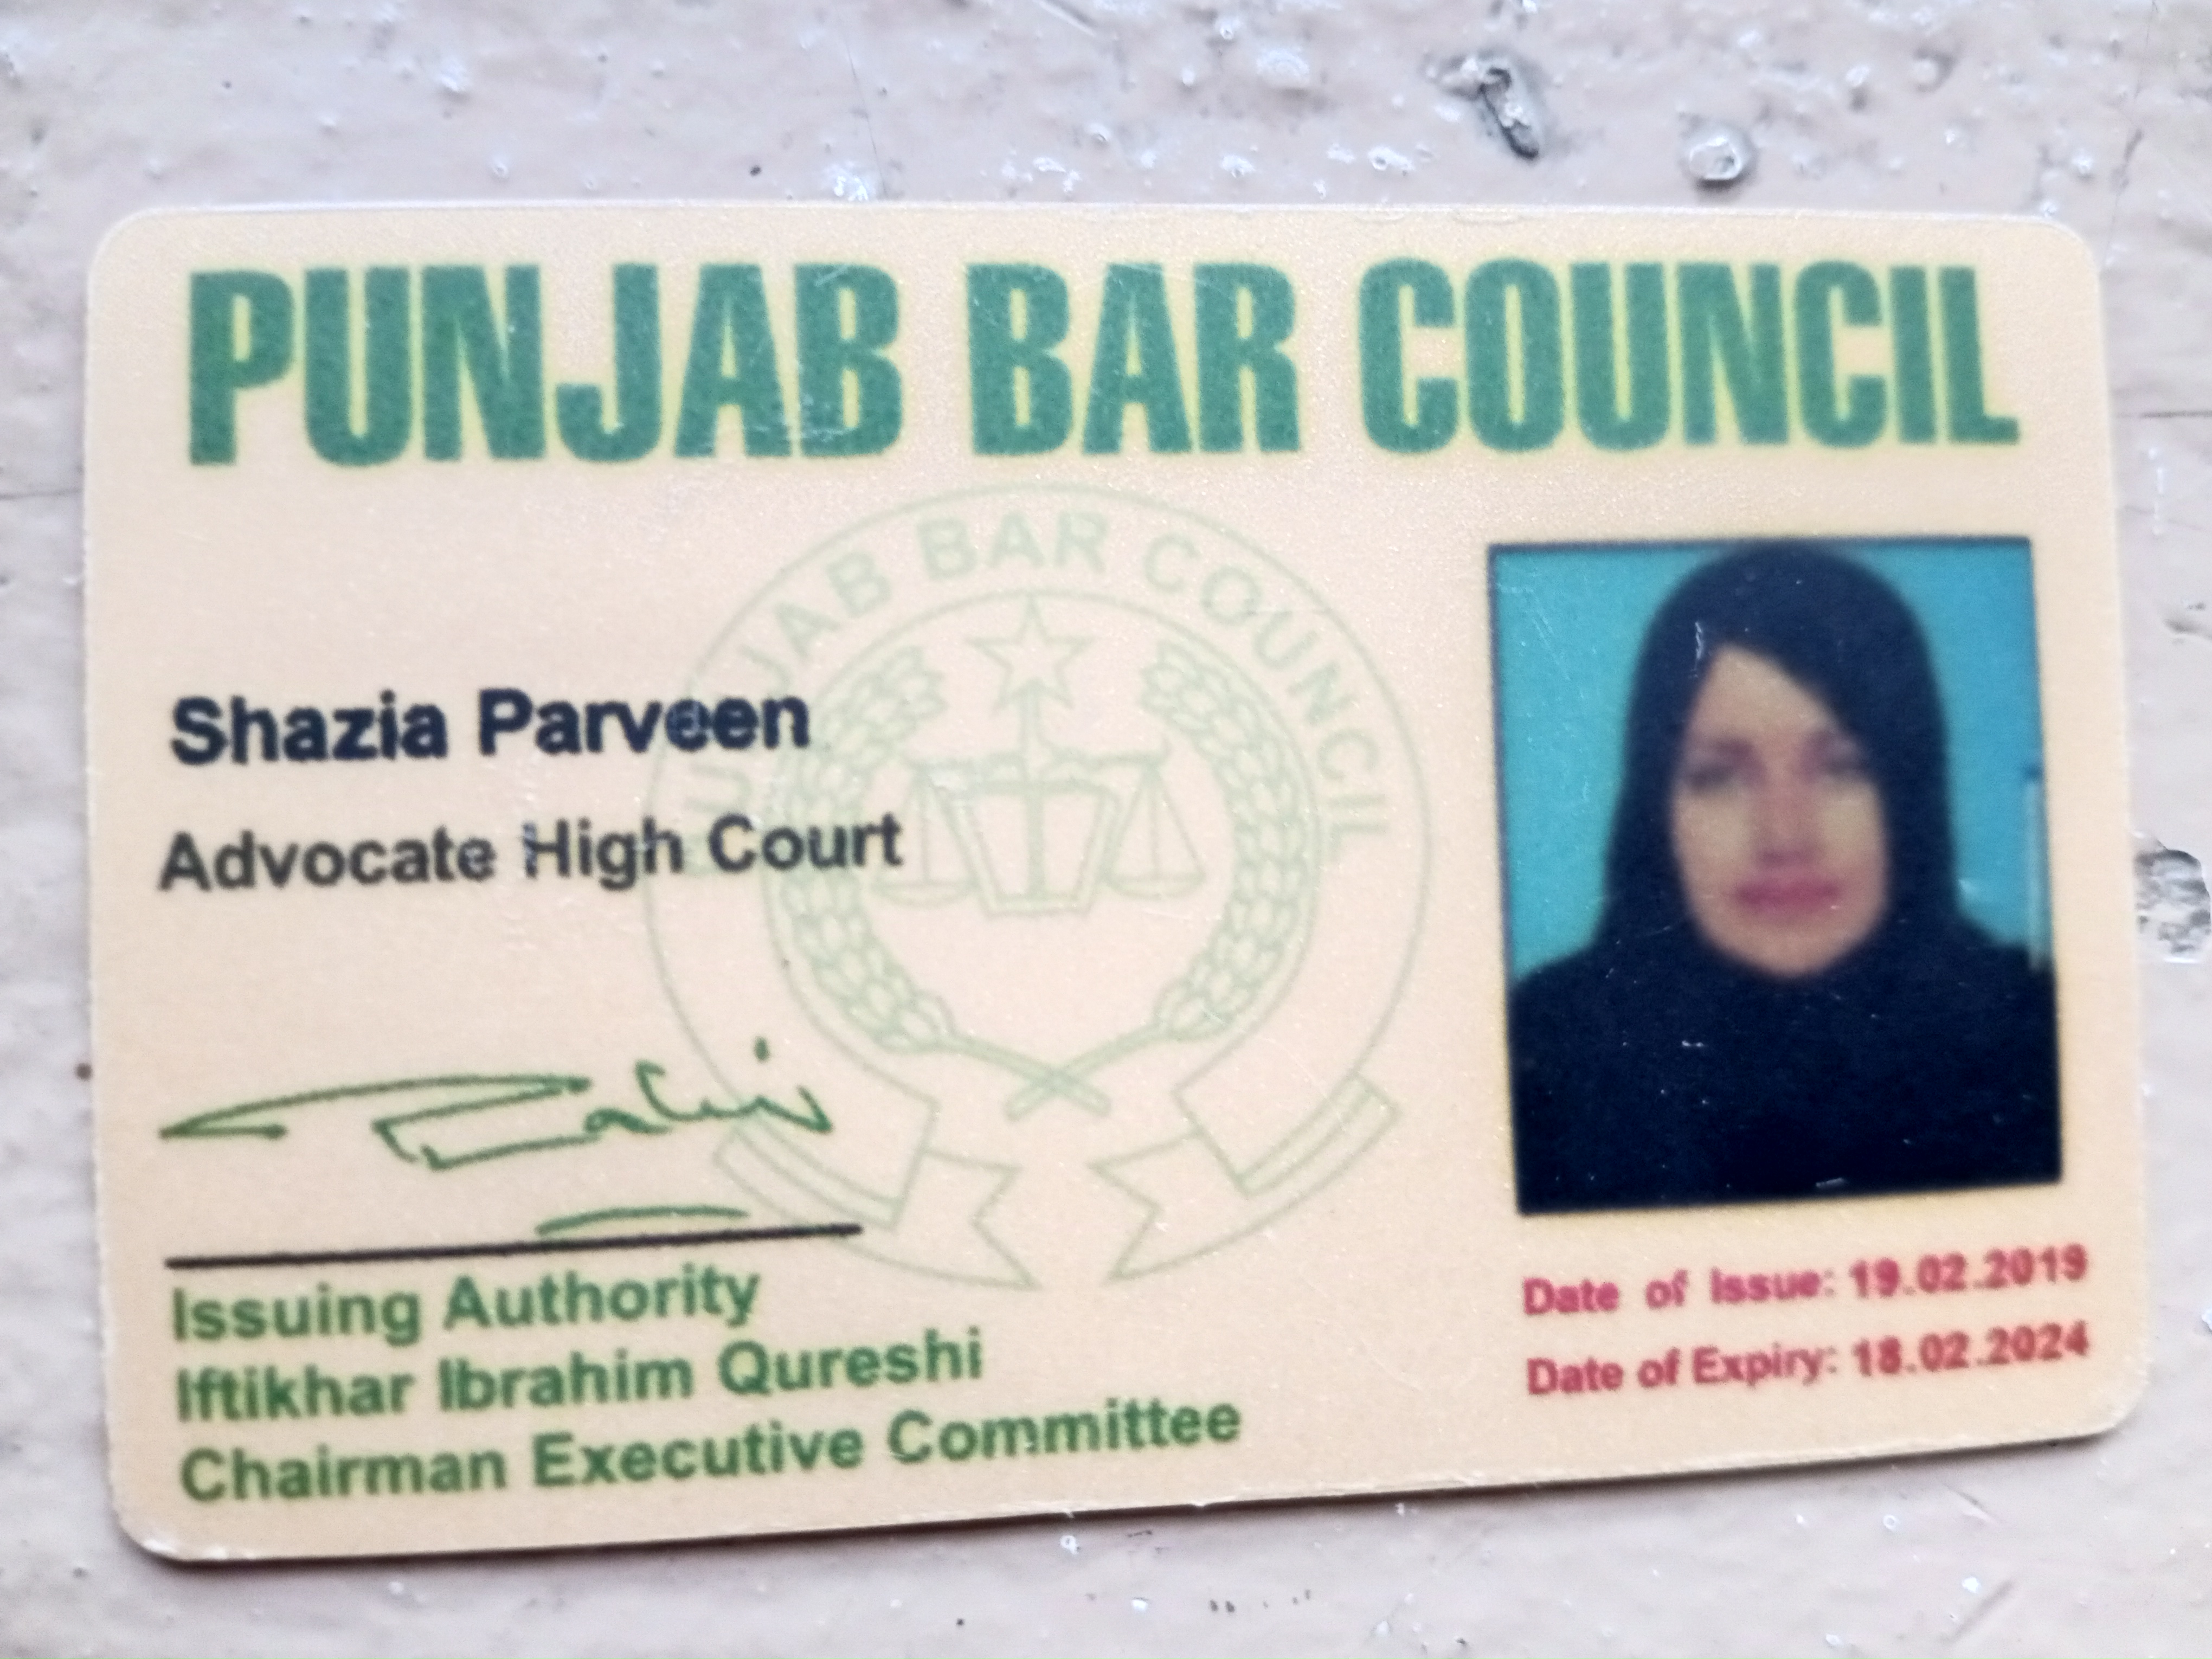 PUNJAB BAR COUNCIL
PUNJAB BAR COUNCIL
Shazia Parveen
Advocate High Court
Issuing Authority
Iftikhar Ibrahim Qureshi
Chairman Executive Committee
Date of Issue: 19.02.2019
Date of Expiry: 18.02.2024